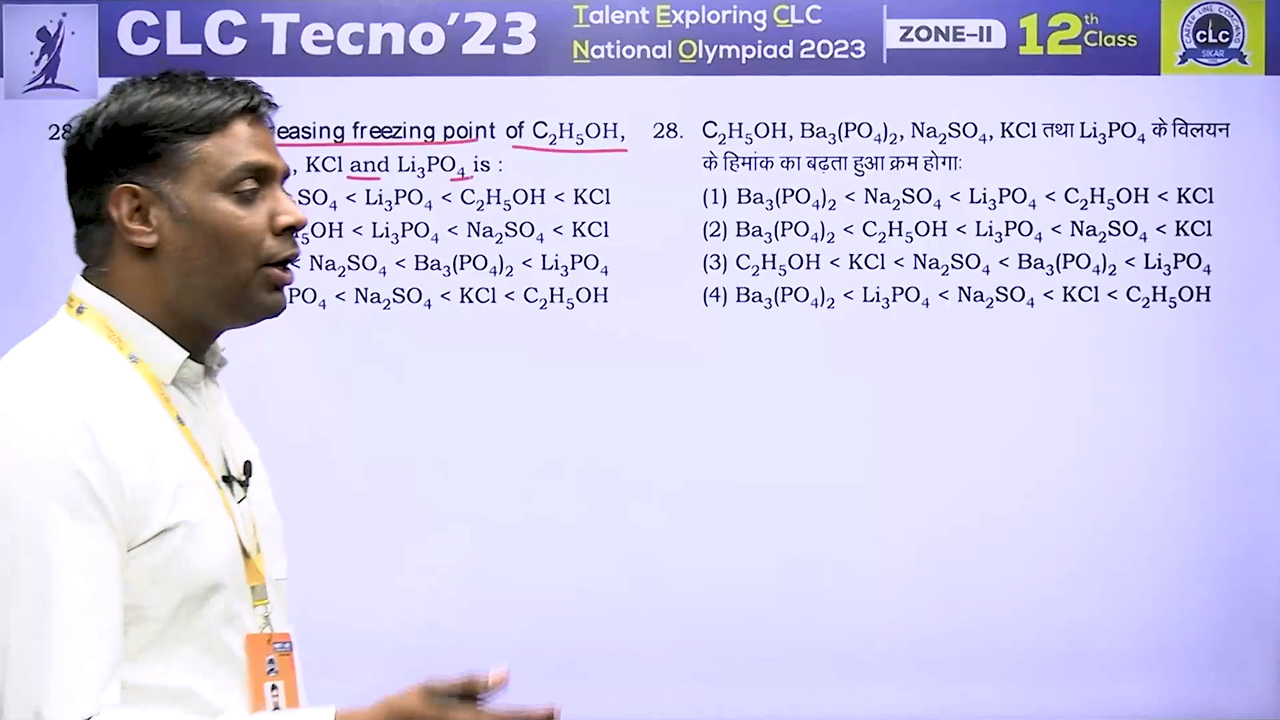 CLC Tecno'23
Talent Exploring CLC
National Olympiad 2023
ZONE–II
12th Class
CAREER LINE COACHING
CLC
SIKAR
28
easing freezing point of C₂H₅OH,
, KCl and Li₃PO₄ is :
SO₄ < Li₃PO₄ < C₂H₅OH < KCl
₅OH < Li₃PO₄ < Na₂SO₄ < KCl
< Na₂SO₄ < Ba₃(PO₄)₂ < Li₃PO₄
PO₄ < Na₂SO₄ < KCl < C₂H₅OH
28. C₂H₅OH, Ba₃(PO₄)₂, Na₂SO₄, KCl तथा Li₃PO₄ के विलयन
के हिमांक का बढ़ता हुआ क्रम होगाः
(1) Ba₃(PO₄)₂ < Na₂SO₄ < Li₃PO₄ < C₂H₅OH < KCl
(2) Ba₃(PO₄)₂ < C₂H₅OH < Li₃PO₄ < Na₂SO₄ < KCl
(3) C₂H₅OH < KCl < Na₂SO₄ < Ba₃(PO₄)₂ < Li₃PO₄
(4) Ba₃(PO₄)₂ < Li₃PO₄ < Na₂SO₄ < KCl < C₂H₅OH